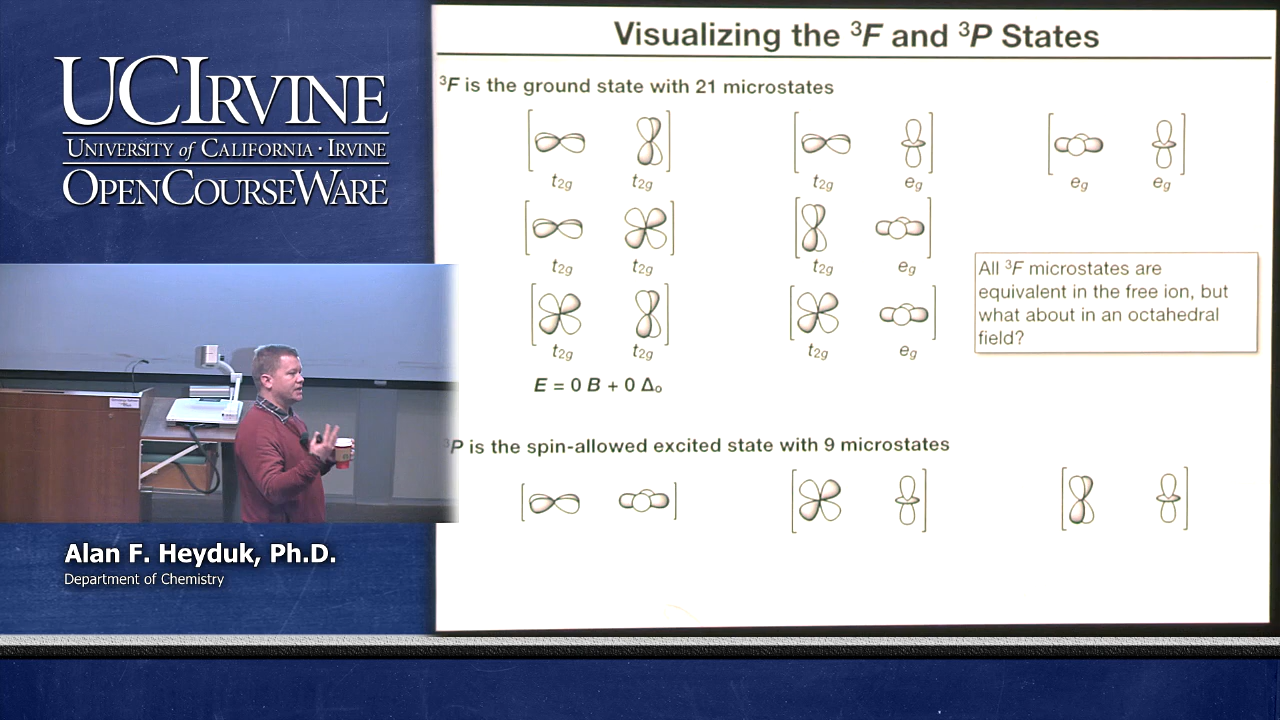 UCIRVINE
UNIVERSITY of CALIFORNIA · IRVINE
OPENCOURSEWARE
Alan F. Heyduk, Ph.D.
Department of Chemistry
Visualizing the ³F and ³P States
³F is the ground state with 21 microstates
t₂g t₂g t₂g eg eg eg
t₂g t₂g t₂g eg
t₂g t₂g t₂g eg
All ³F microstates are
equivalent in the free ion, but
what about in an octahedral
field?
E = 0 B + 0 Δₒ
³P is the spin-allowed excited state with 9 microstates